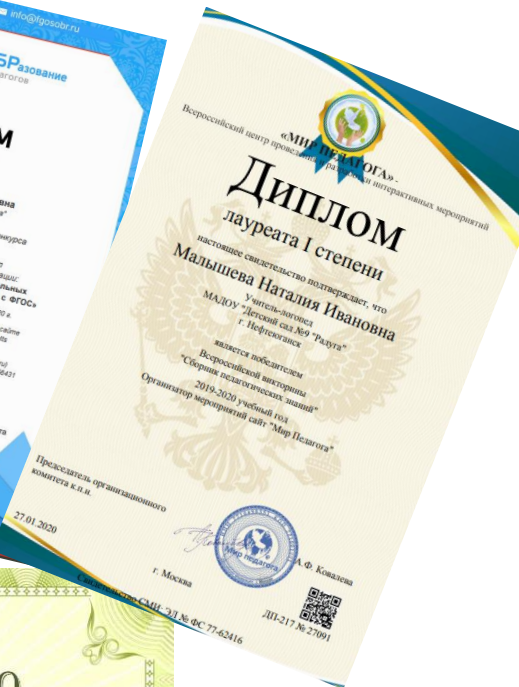 info@fgosobr.ru
«МИР ПЕДАГОГА» -
Всероссийский центр проведения и разработки интерактивных мероприятий
Диплом
лауреата I степени
настоящее свидетельство подтверждает, что
Малышева Наталия Ивановна
Учитель-логопед
МАДОУ "Детский сад №9 "Радуга"
г. Нефтеюганск
является победителем
Всероссийской викторины
"Сборник педагогических знаний"
2019-2020 учебный год
Организатор мероприятий сайт "Мир Педагога"
Председатель организационного
комитета к.п.н.
27.01.2020
Мир педагога
А.Ф. Ковалева
г. Москва
Свидетельство СМИ: ЭЛ № ФС 77-62416
ДП-217 № 27091